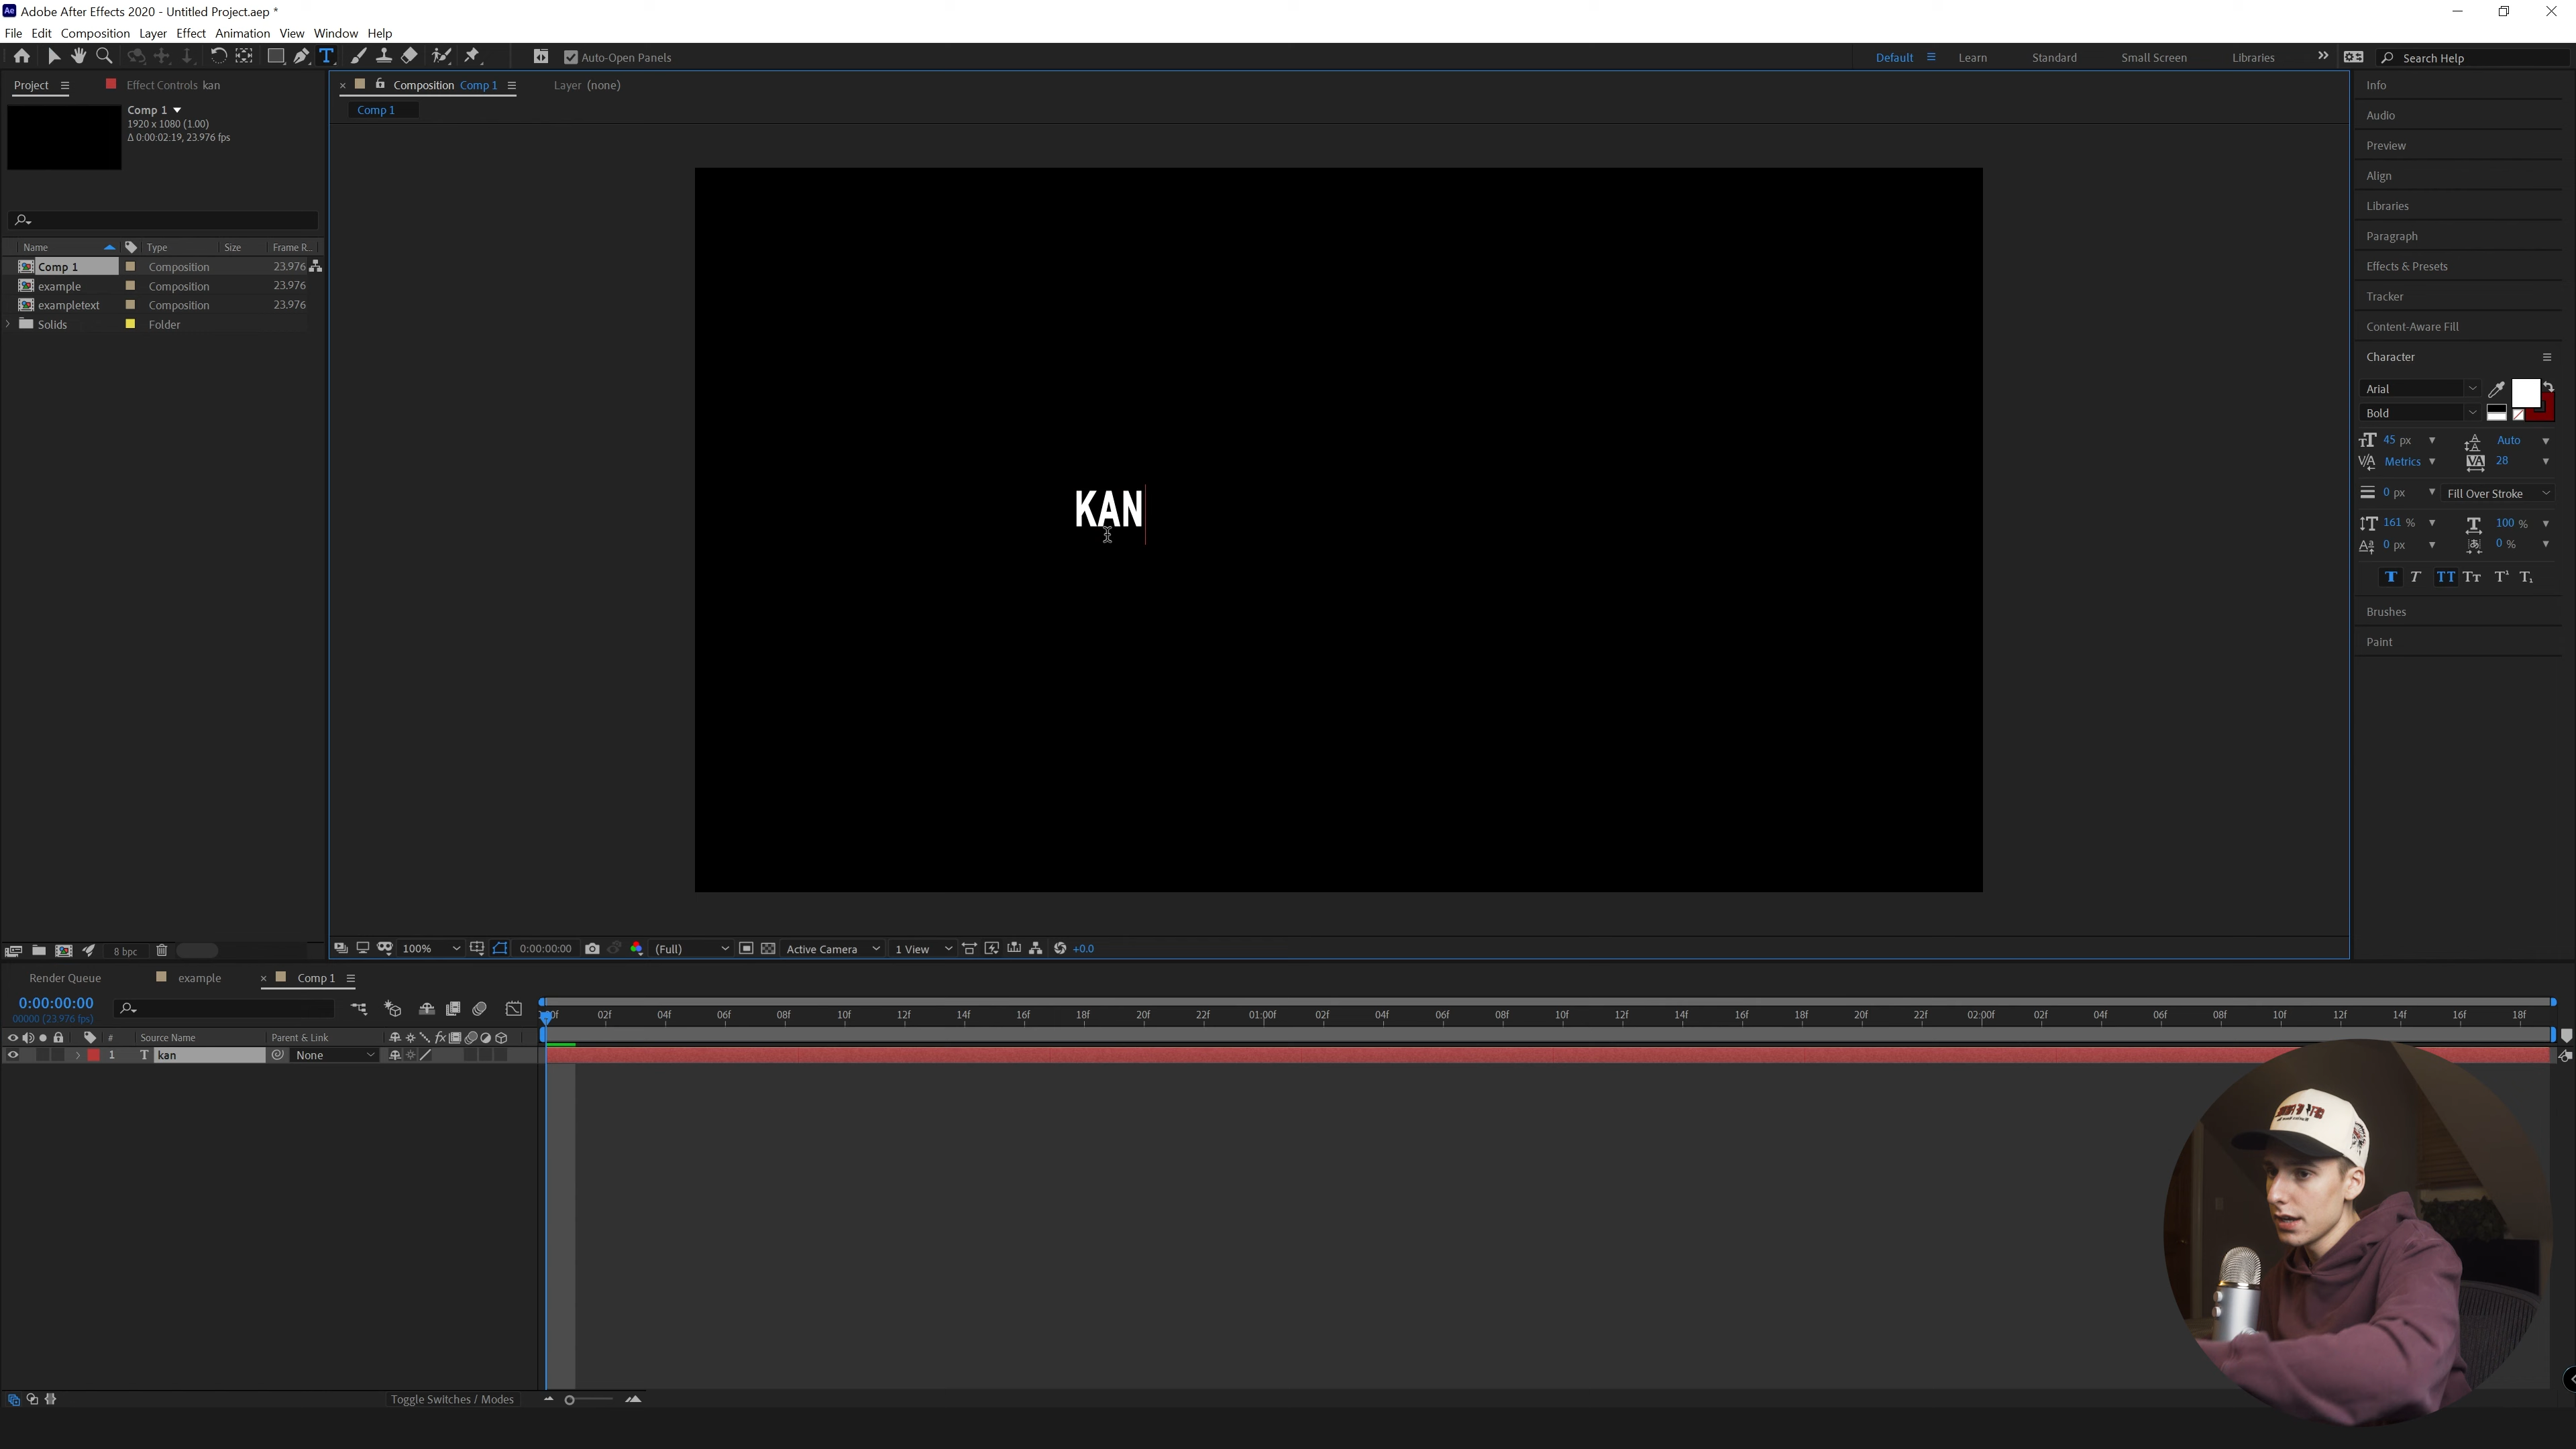 Ae Adobe After Effects 2020 - Untitled Project.aep *
File Edit Composition Layer Effect Animation View Window Help
Auto-Open Panels Default Learn Standard Small Screen Libraries Search Help
Project Effect Controls kan
Composition Comp 1 Layer (none)
Comp 1
Comp 1
1920 x 1080 (1.00)
Δ 0:00:02:19, 23.976 fps
Name Type Size Frame R...
Comp 1 Composition 23.976
example Composition 23.976
exampletext Composition 23.976
Solids Folder
KAN
Info
Audio
Preview
Align
Libraries
Paragraph
Effects & Presets
Tracker
Content-Aware Fill
Character
Arial
Bold
45 px Auto
Metrics 28
0 px Fill Over Stroke
161 % 100 %
0 px 0 %
T T TT Tт T¹ T₁
Brushes
Paint
8 bpc
100% 0:00:00:00 (Full) Active Camera 1 View +0.0
Render Queue example Comp 1
0:00:00:00
00000 (23.976 fps)
02f 04f 06f 08f 10f 12f 14f 16f 18f 20f 22f 01:00f 02f 04f 06f 08f 10f 12f 14f 16f 18f 20f 22f 02:00f 02f 04f 06f 08f 10f 12f 14f 16f 18f
# Source Name Parent & Link fx
1 T kan None
Toggle Switches / Modes